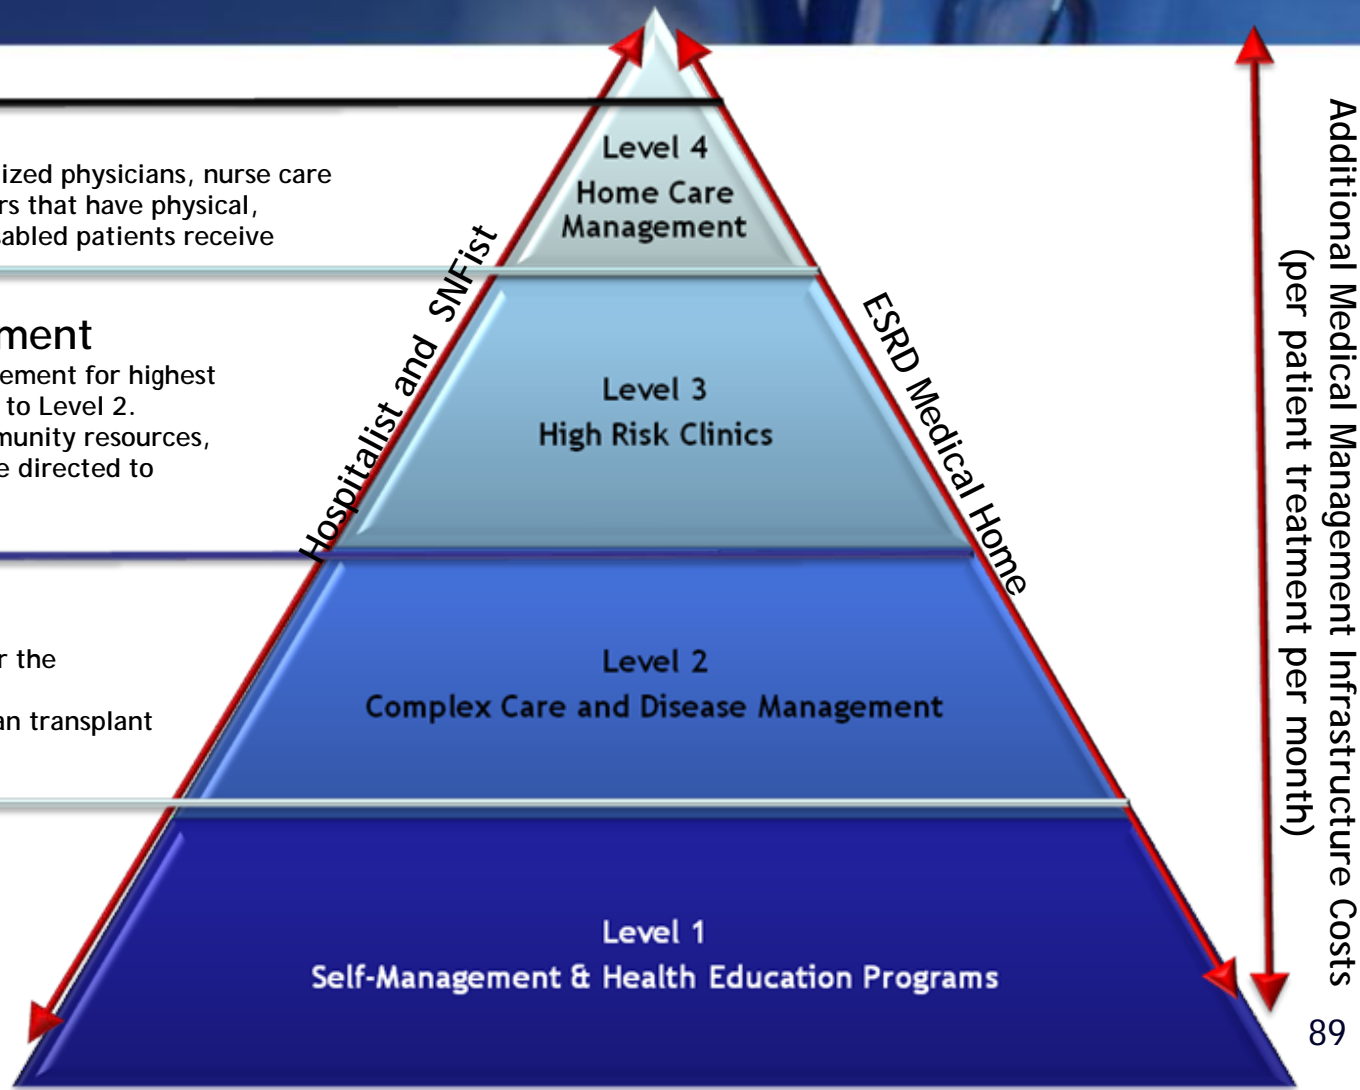 ized physicians, nurse care
rs that have physical,
sabled patients receive
ment
ement for highest
to Level 2.
munity resources,
e directed to
r the
an transplant
Level 4
Home Care
Management
Level 3
High Risk Clinics
Level 2
Complex Care and Disease Management
Level 1
Self-Management & Health Education Programs
Hospitalist and SNFist
ESRD Medical Home
Additional Medical Management Infrastructure Costs
(per patient treatment per month)
89